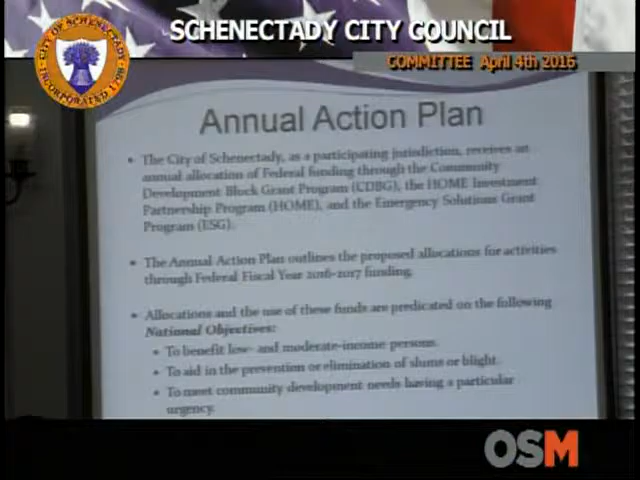 SCHENECTADY CITY COUNCIL
COMMITTEE April 4th 2016
CITY OF SCHENECTADY
INCORPORATED 1798
Annual Action Plan
• The City of Schenectady, as a participating jurisdiction, receives an
annual allocation of Federal funding through the Community
Development Block Grant Program (CDBG), the HOME Investment
Partnership Program (HOME), and the Emergency Solutions Grant
Program (ESG).
• The Annual Action Plan outlines the proposed allocations for activities
through Federal Fiscal Year 2016-2017 funding.
• Allocations and the use of these funds are predicated on the following
National Objectives:
• To benefit low- and moderate-income persons.
• To aid in the prevention or elimination of slums or blight.
• To meet community development needs having a particular
urgency.
OSM